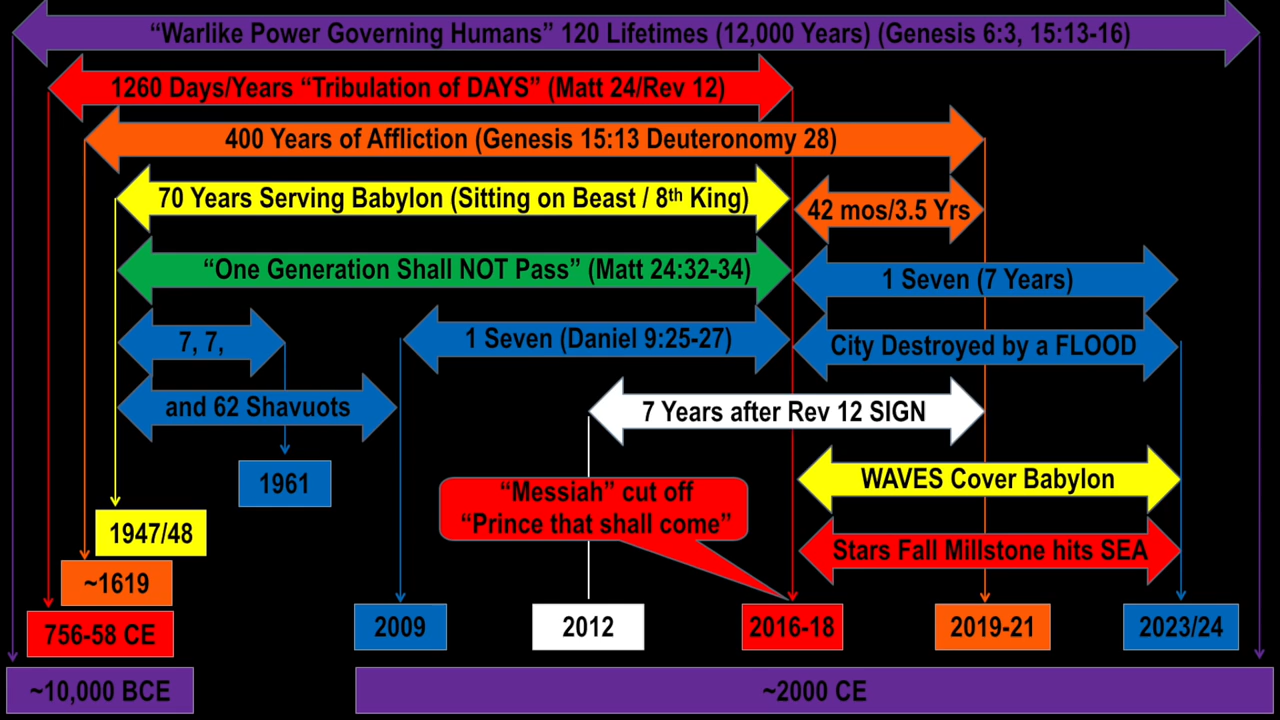 “Warlike Power Governing Humans” 120 Lifetimes (12,000 Years) (Genesis 6:3, 15:13-16)
1260 Days/Years “Tribulation of DAYS” (Matt 24/Rev 12)
400 Years of Affliction (Genesis 15:13 Deuteronomy 28)
70 Years Serving Babylon (Sitting on Beast / 8th King)
42 mos/3.5 Yrs
“One Generation Shall NOT Pass” (Matt 24:32-34)
1 Seven (7 Years)
7, 7,
1 Seven (Daniel 9:25-27)
City Destroyed by a FLOOD
and 62 Shavuots
7 Years after Rev 12 SIGN
1961
WAVES Cover Babylon
“Messiah” cut off
“Prince that shall come”
1947/48
Stars Fall Millstone hits SEA
~1619
756-58 CE
2009
2012
2016-18
2019-21
2023/24
~10,000 BCE
~2000 CE